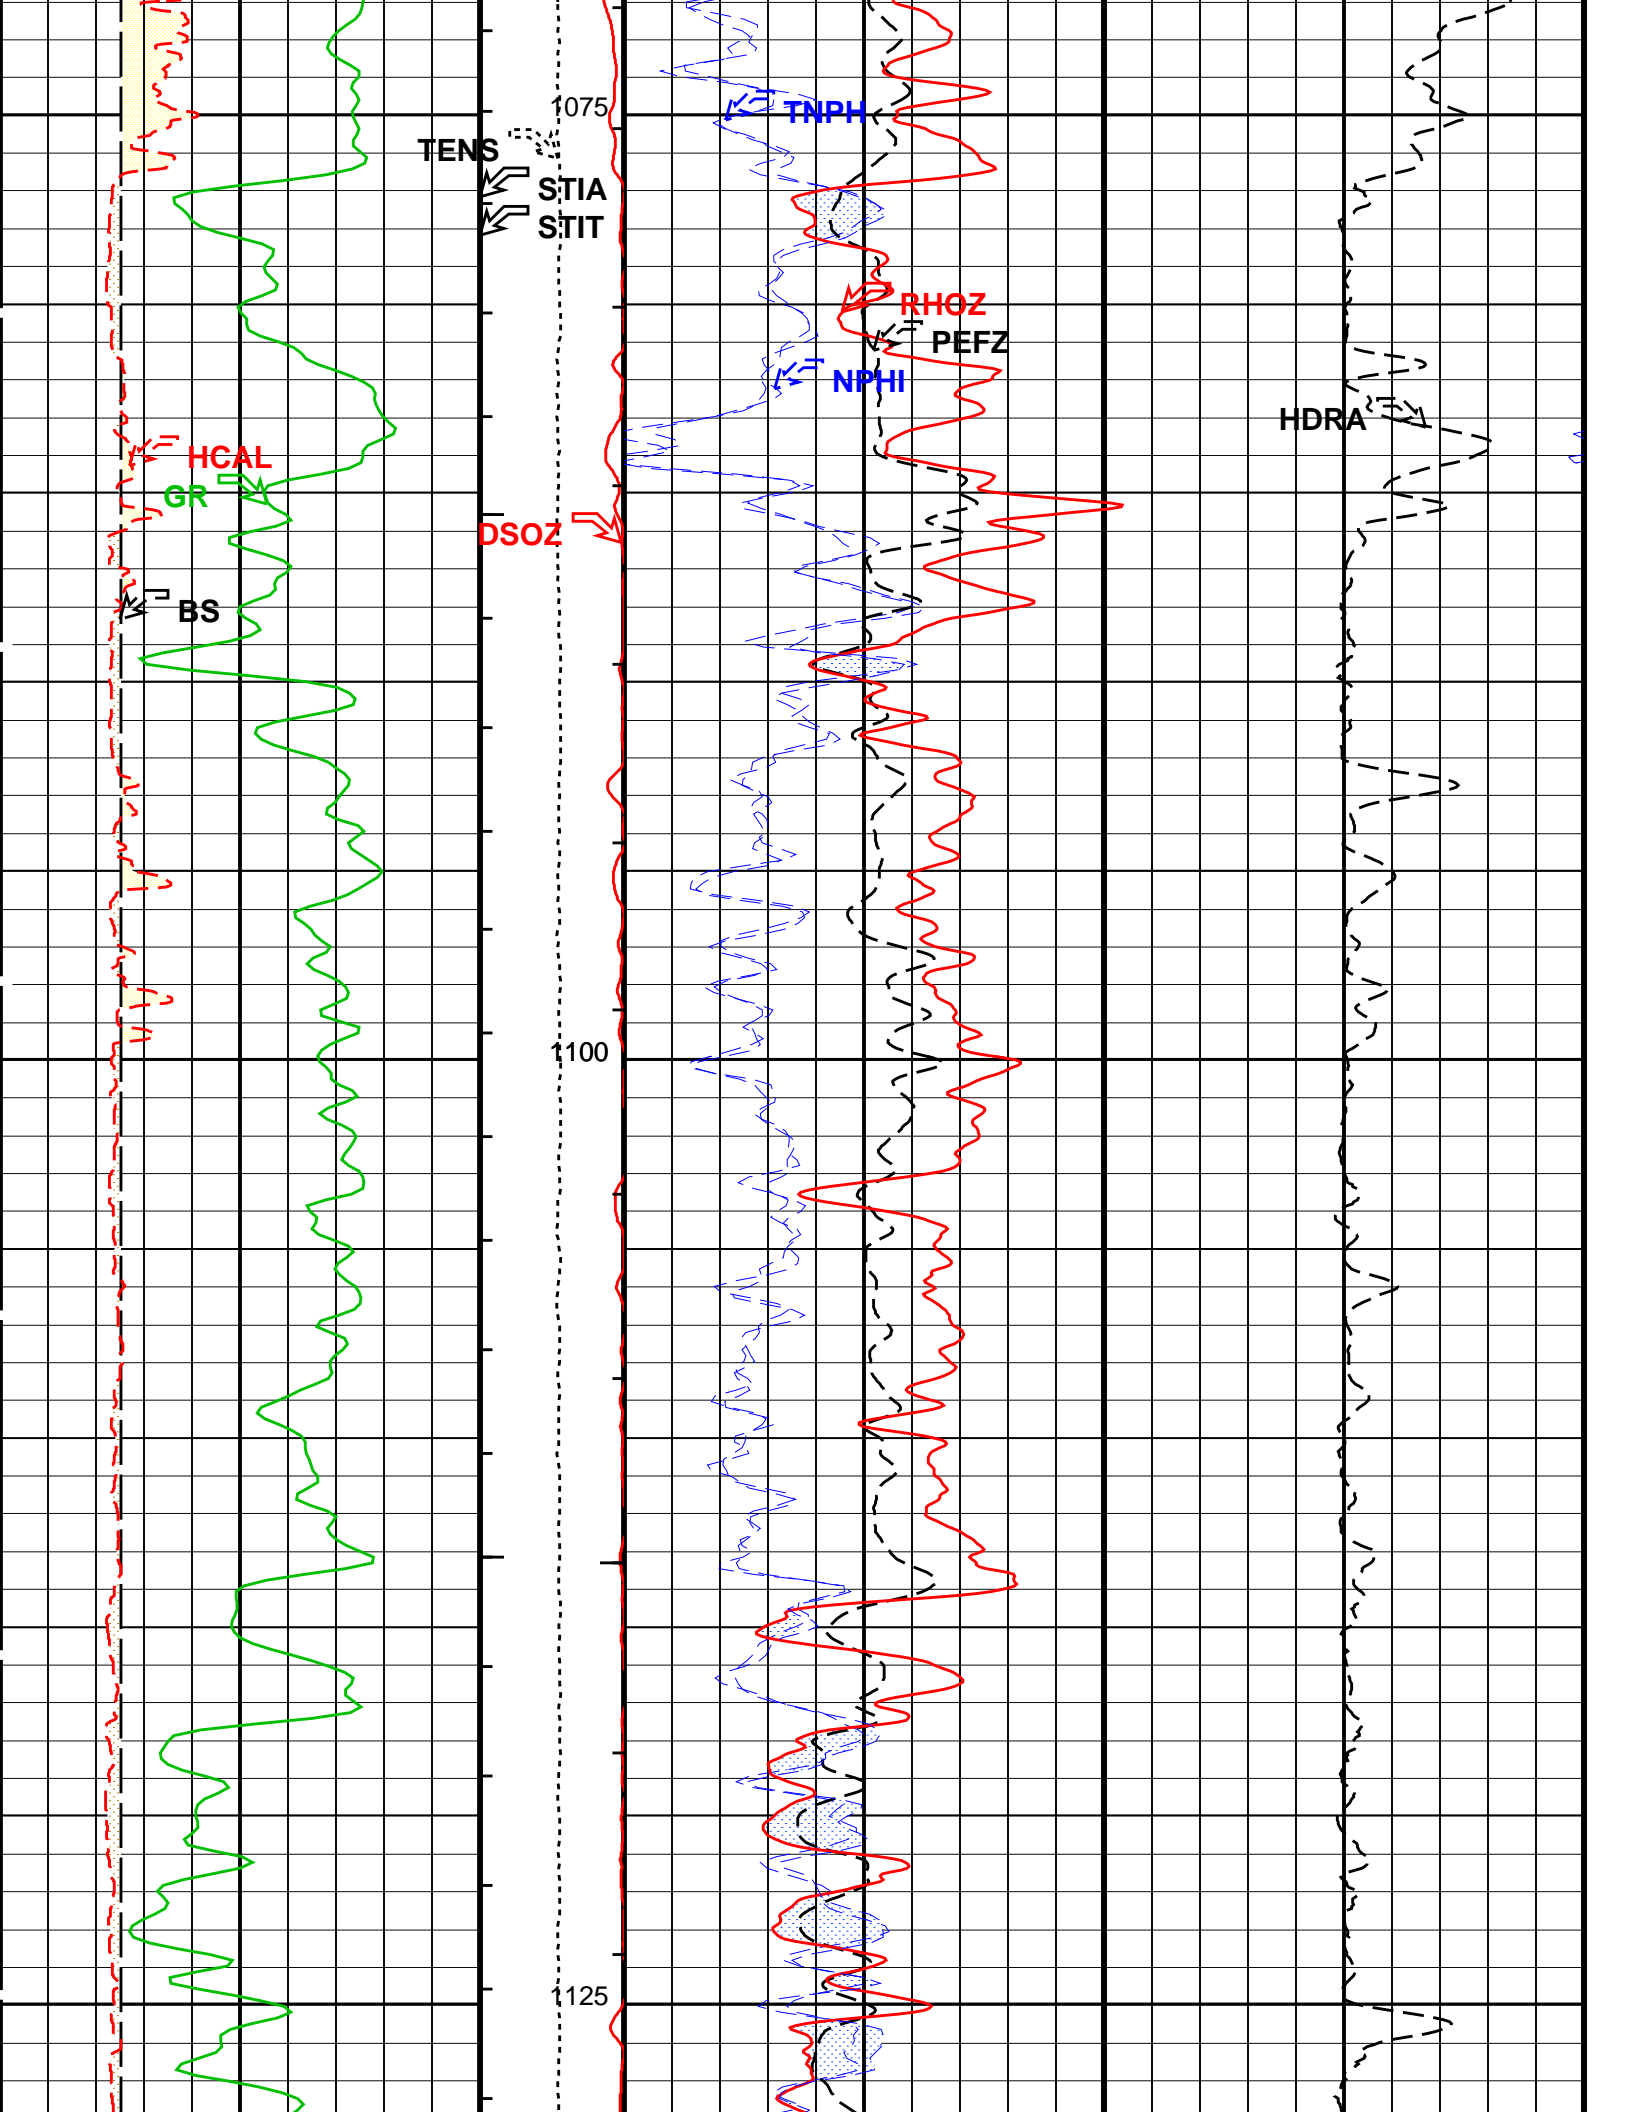 1075
TNPH
TENS
STIA
STIT
RHOZ
PEFZ
NPHI
HDRA
HCAL
GR
DSOZ
BS
1100
1125